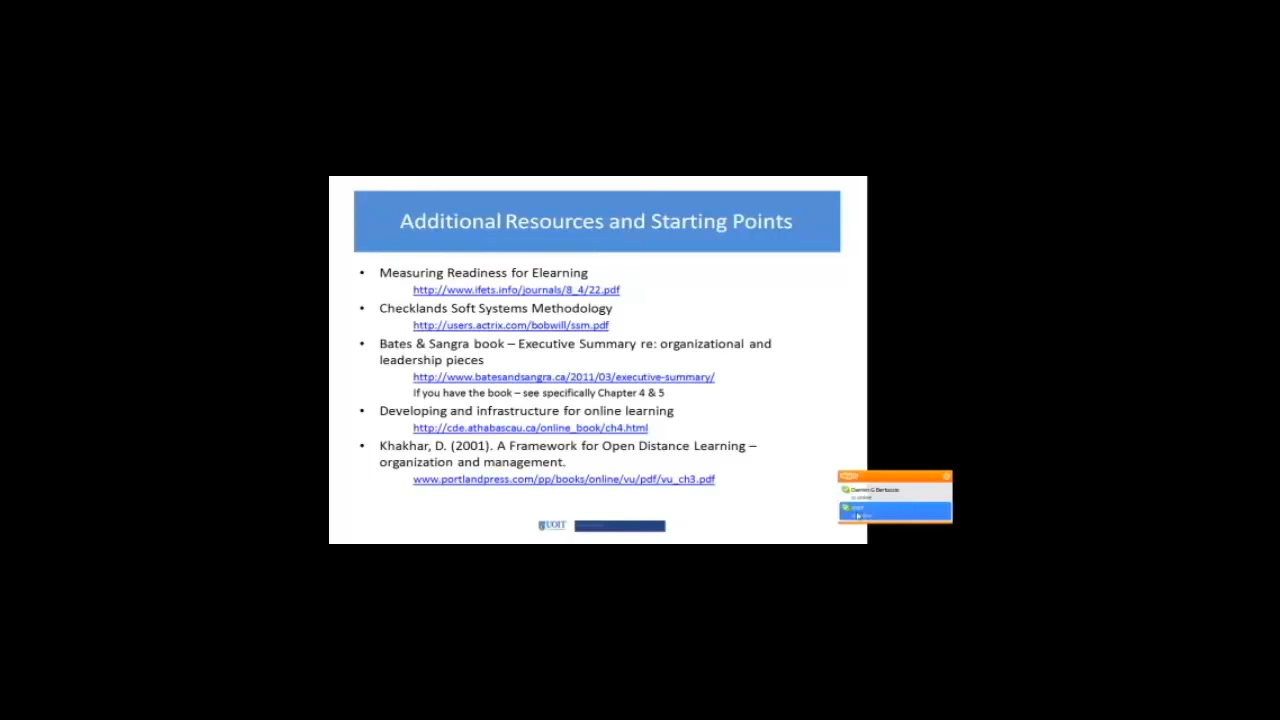 Additional Resources and Starting Points
• Measuring Readiness for Elearning
http://www.ifets.info/journals/8_4/22.pdf
• Checklands Soft Systems Methodology
http://users.actrix.com/bobwill/ssm.pdf
• Bates & Sangra book – Executive Summary re: organizational and
leadership pieces
http://www.batesandsangra.ca/2011/03/executive-summary/
If you have the book – see specifically Chapter 4 & 5
• Developing and infrastructure for online learning
http://cde.athabascau.ca/online_book/ch4.html
• Khakhar, D. (2001). A Framework for Open Distance Learning –
organization and management.
www.portlandpress.com/pp/books/online/vu/pdf/vu_ch3.pdf
UOIT